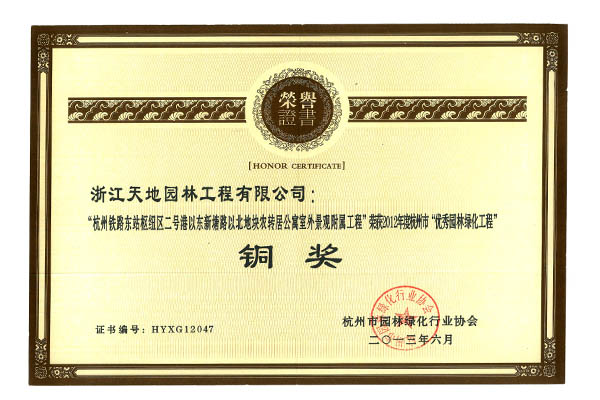 榮譽
證書
[HONOR CERTIFICATE]
浙江天地园林工程有限公司：
“杭州铁路东站枢纽区二号港以东新塘路以北地块农转居公寓室外景观附属工程”荣获2012年度杭州市“优秀园林绿化工程”
铜奖
证书编号：HYXG12047
杭州市园林绿化行业协会
二〇一三年六月